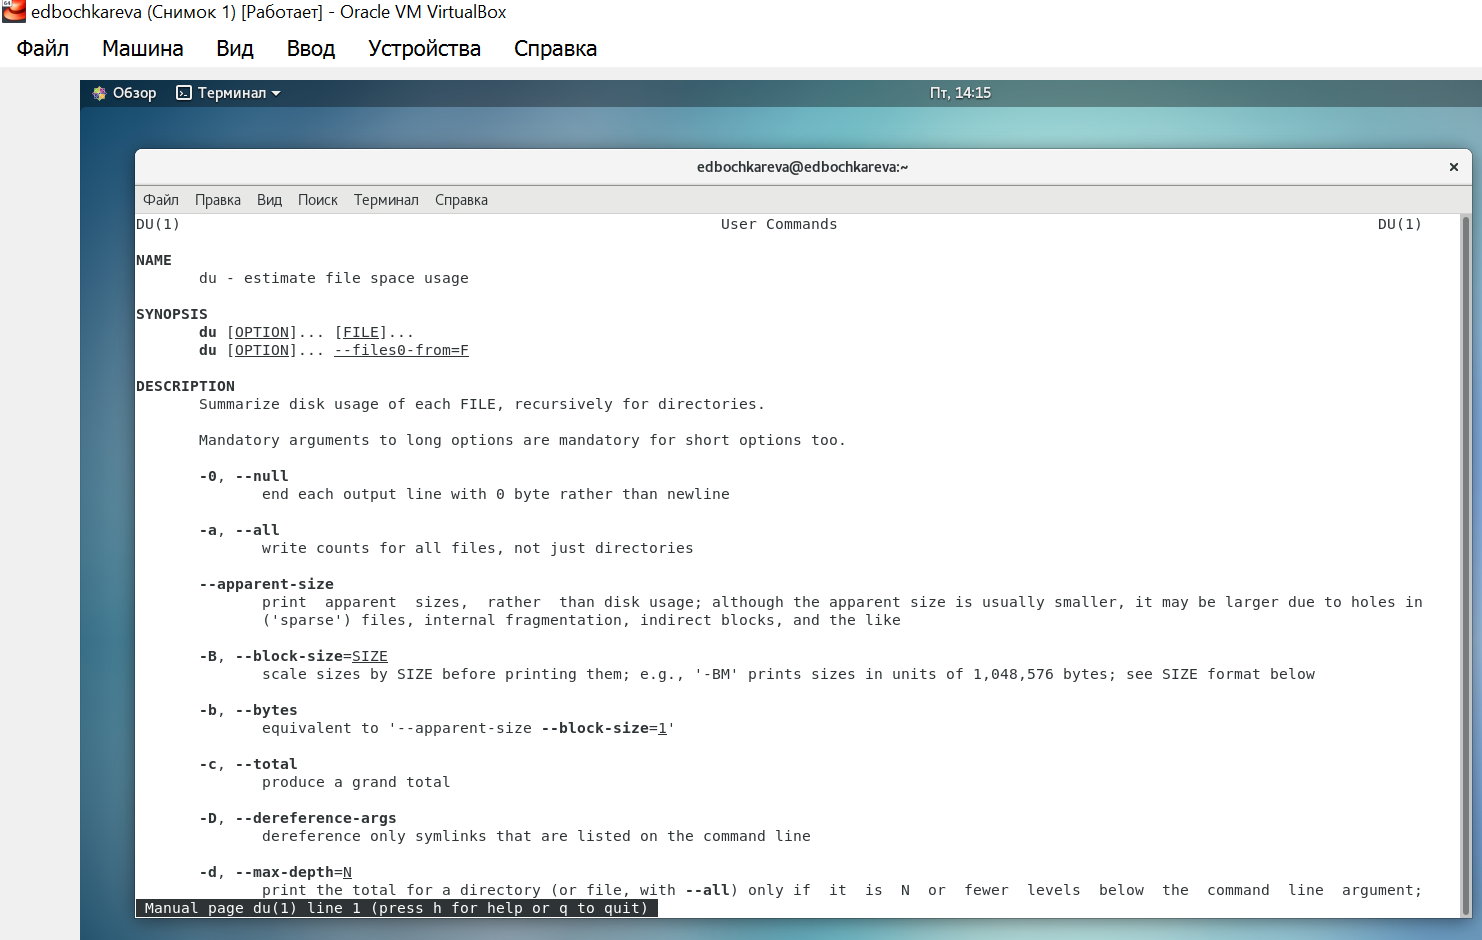 edbochkareva (Снимок 1) [Работает] - Oracle VM VirtualBox
Файл Машина Вид Ввод Устройства Справка
Обзор Терминал Пт, 14:15
edbochkareva@edbochkareva:~
Файл Правка Вид Поиск Терминал Справка
DU(1) User Commands DU(1)
NAME
du - estimate file space usage
SYNOPSIS
du [OPTION]... [FILE]...
du [OPTION]... --files0-from=F
DESCRIPTION
Summarize disk usage of each FILE, recursively for directories.
Mandatory arguments to long options are mandatory for short options too.
-0, --null
end each output line with 0 byte rather than newline
-a, --all
write counts for all files, not just directories
--apparent-size
print apparent sizes, rather than disk usage; although the apparent size is usually smaller, it may be larger due to holes in
('sparse') files, internal fragmentation, indirect blocks, and the like
-B, --block-size=SIZE
scale sizes by SIZE before printing them; e.g., '-BM' prints sizes in units of 1,048,576 bytes; see SIZE format below
-b, --bytes
equivalent to '--apparent-size --block-size=1'
-c, --total
produce a grand total
-D, --dereference-args
dereference only symlinks that are listed on the command line
-d, --max-depth=N
print the total for a directory (or file, with --all) only if it is N or fewer levels below the command line argument;
Manual page du(1) line 1 (press h for help or q to quit)